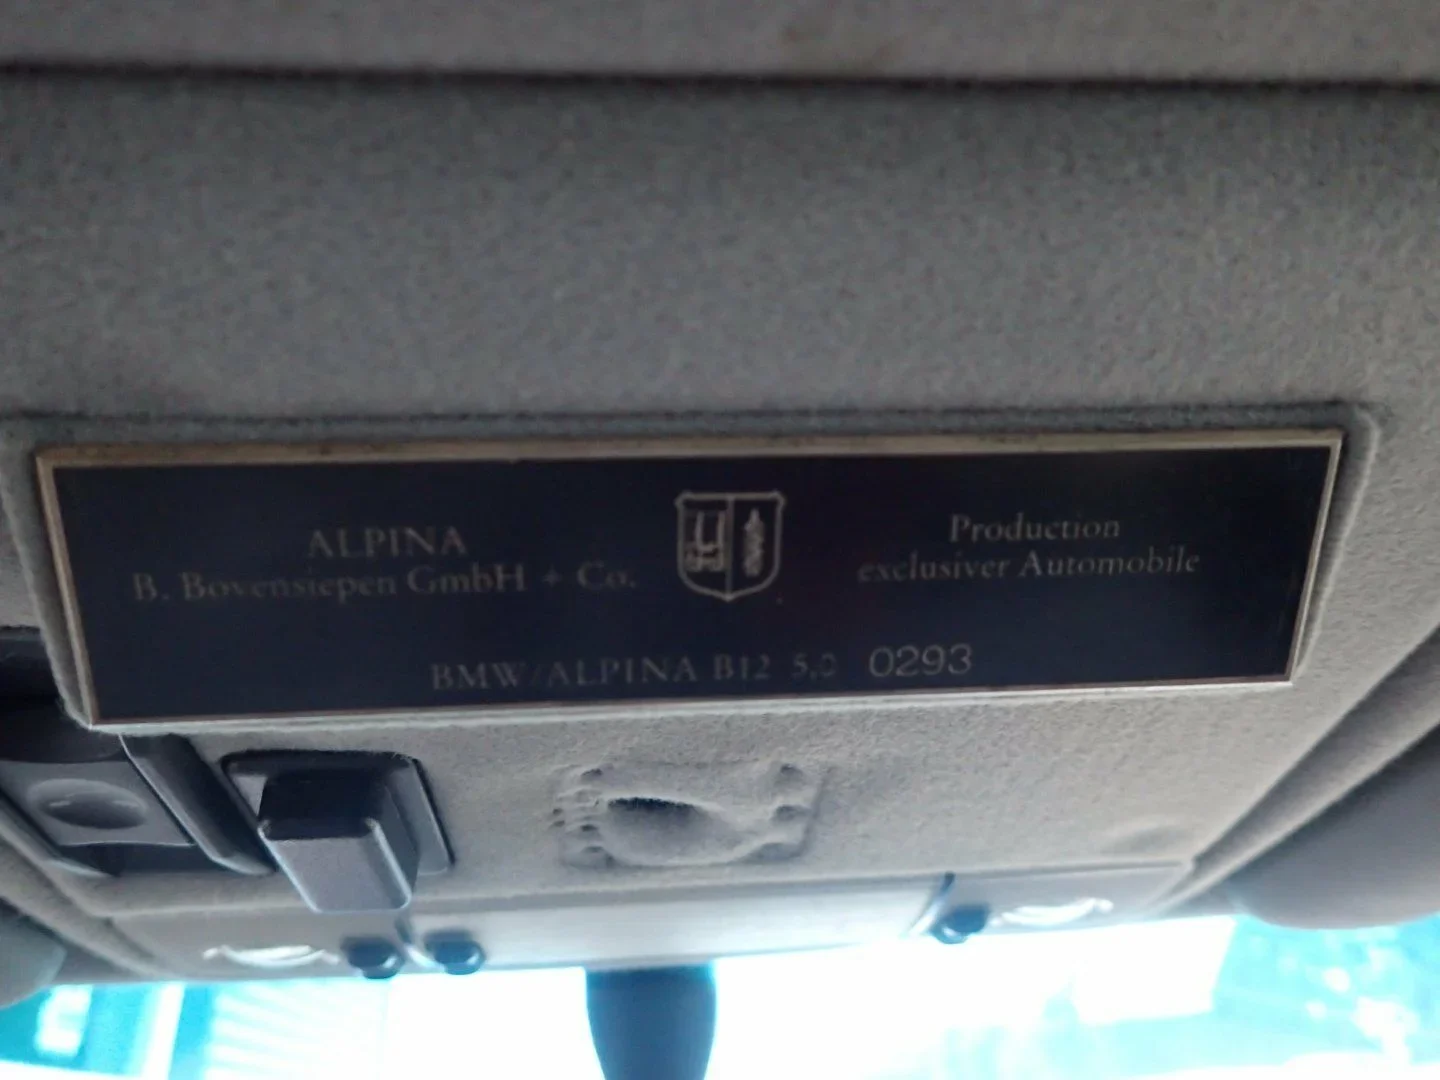 ALPINA
B. Bovensiepen GmbH + Co.
Production
exclusiver Automobile
BMW/ALPINA B12 5.0 0293